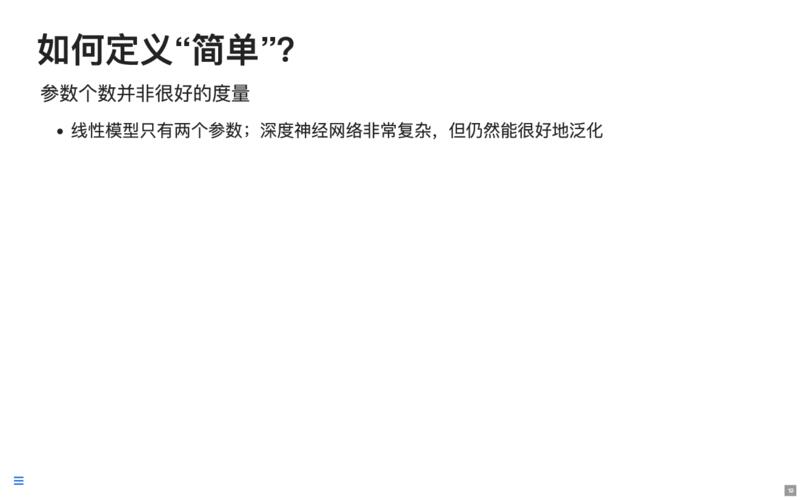 如何定义“简单”？
参数个数并非很好的度量
• 线性模型只有两个参数；深度神经网络非常复杂，但仍然能很好地泛化